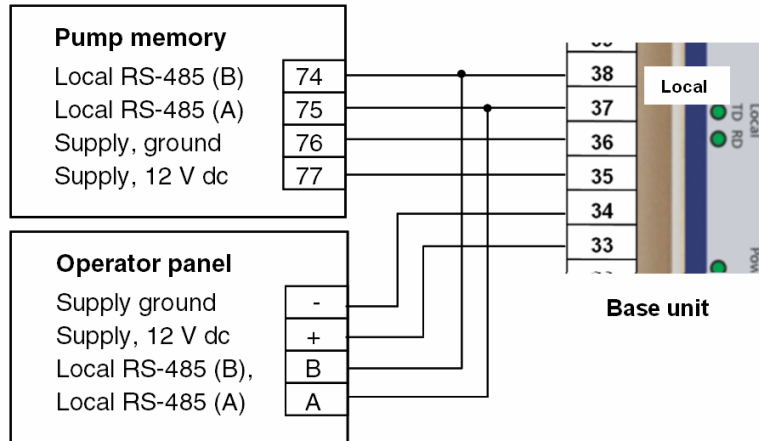 Pump memory
Local RS-485 (B) 74
Local RS-485 (A) 75
Supply, ground 76
Supply, 12 V dc 77
Operator panel
Supply ground -
Supply, 12 V dc +
Local RS-485 (B), B
Local RS-485 (A) A
38
37
36
35
34
33
Local
Local
TD RD
Base unit